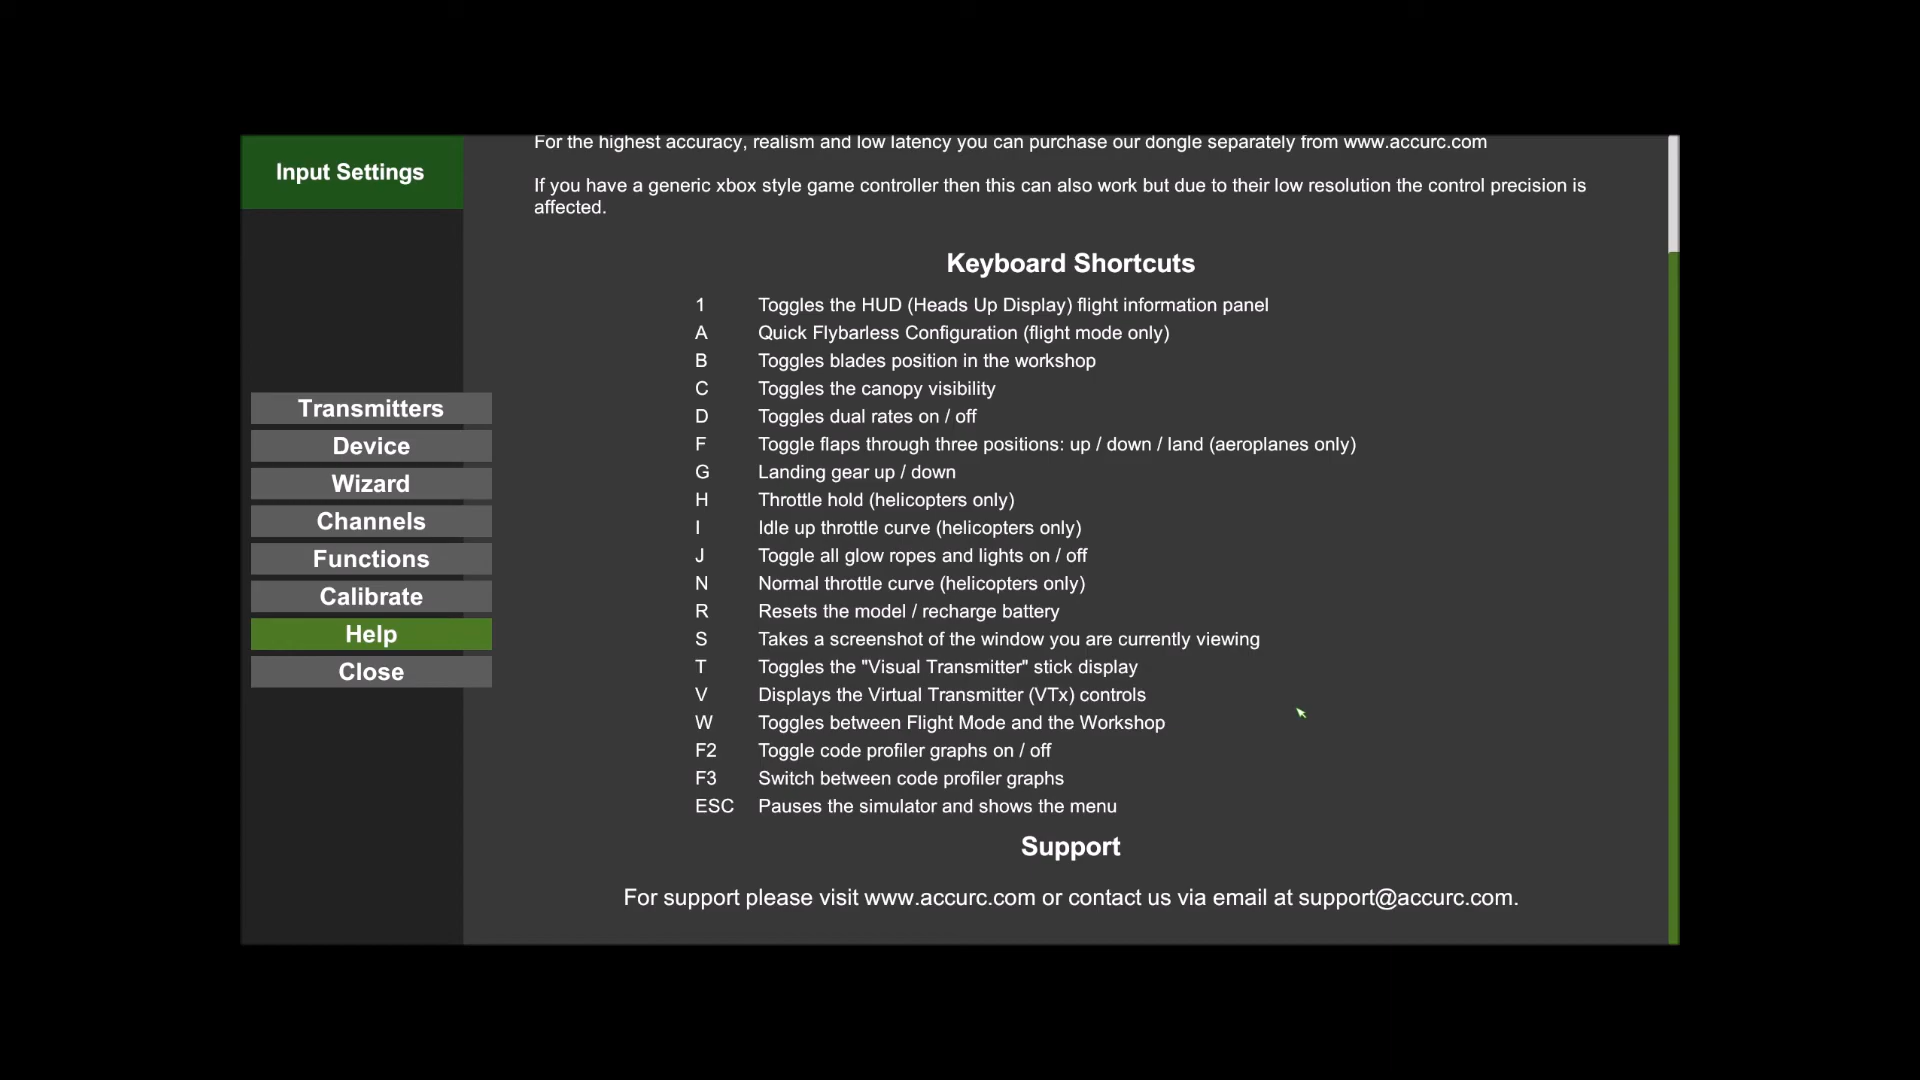 Input Settings
For the highest accuracy, realism and low latency you can purchase our dongle separately from www.accurc.com
If you have a generic xbox style game controller then this can also work but due to their low resolution the control precision is
affected.
Keyboard Shortcuts
1 Toggles the HUD (Heads Up Display) flight information panel
A Quick Flybarless Configuration (flight mode only)
B Toggles blades position in the workshop
C Toggles the canopy visibility
D Toggles dual rates on / off
F Toggle flaps through three positions: up / down / land (aeroplanes only)
G Landing gear up / down
H Throttle hold (helicopters only)
I Idle up throttle curve (helicopters only)
J Toggle all glow ropes and lights on / off
N Normal throttle curve (helicopters only)
R Resets the model / recharge battery
S Takes a screenshot of the window you are currently viewing
T Toggles the "Visual Transmitter" stick display
V Displays the Virtual Transmitter (VTx) controls
W Toggles between Flight Mode and the Workshop
F2 Toggle code profiler graphs on / off
F3 Switch between code profiler graphs
ESC Pauses the simulator and shows the menu
Support
For support please visit www.accurc.com or contact us via email at support@accurc.com.
Transmitters
Device
Wizard
Channels
Functions
Calibrate
Help
Close